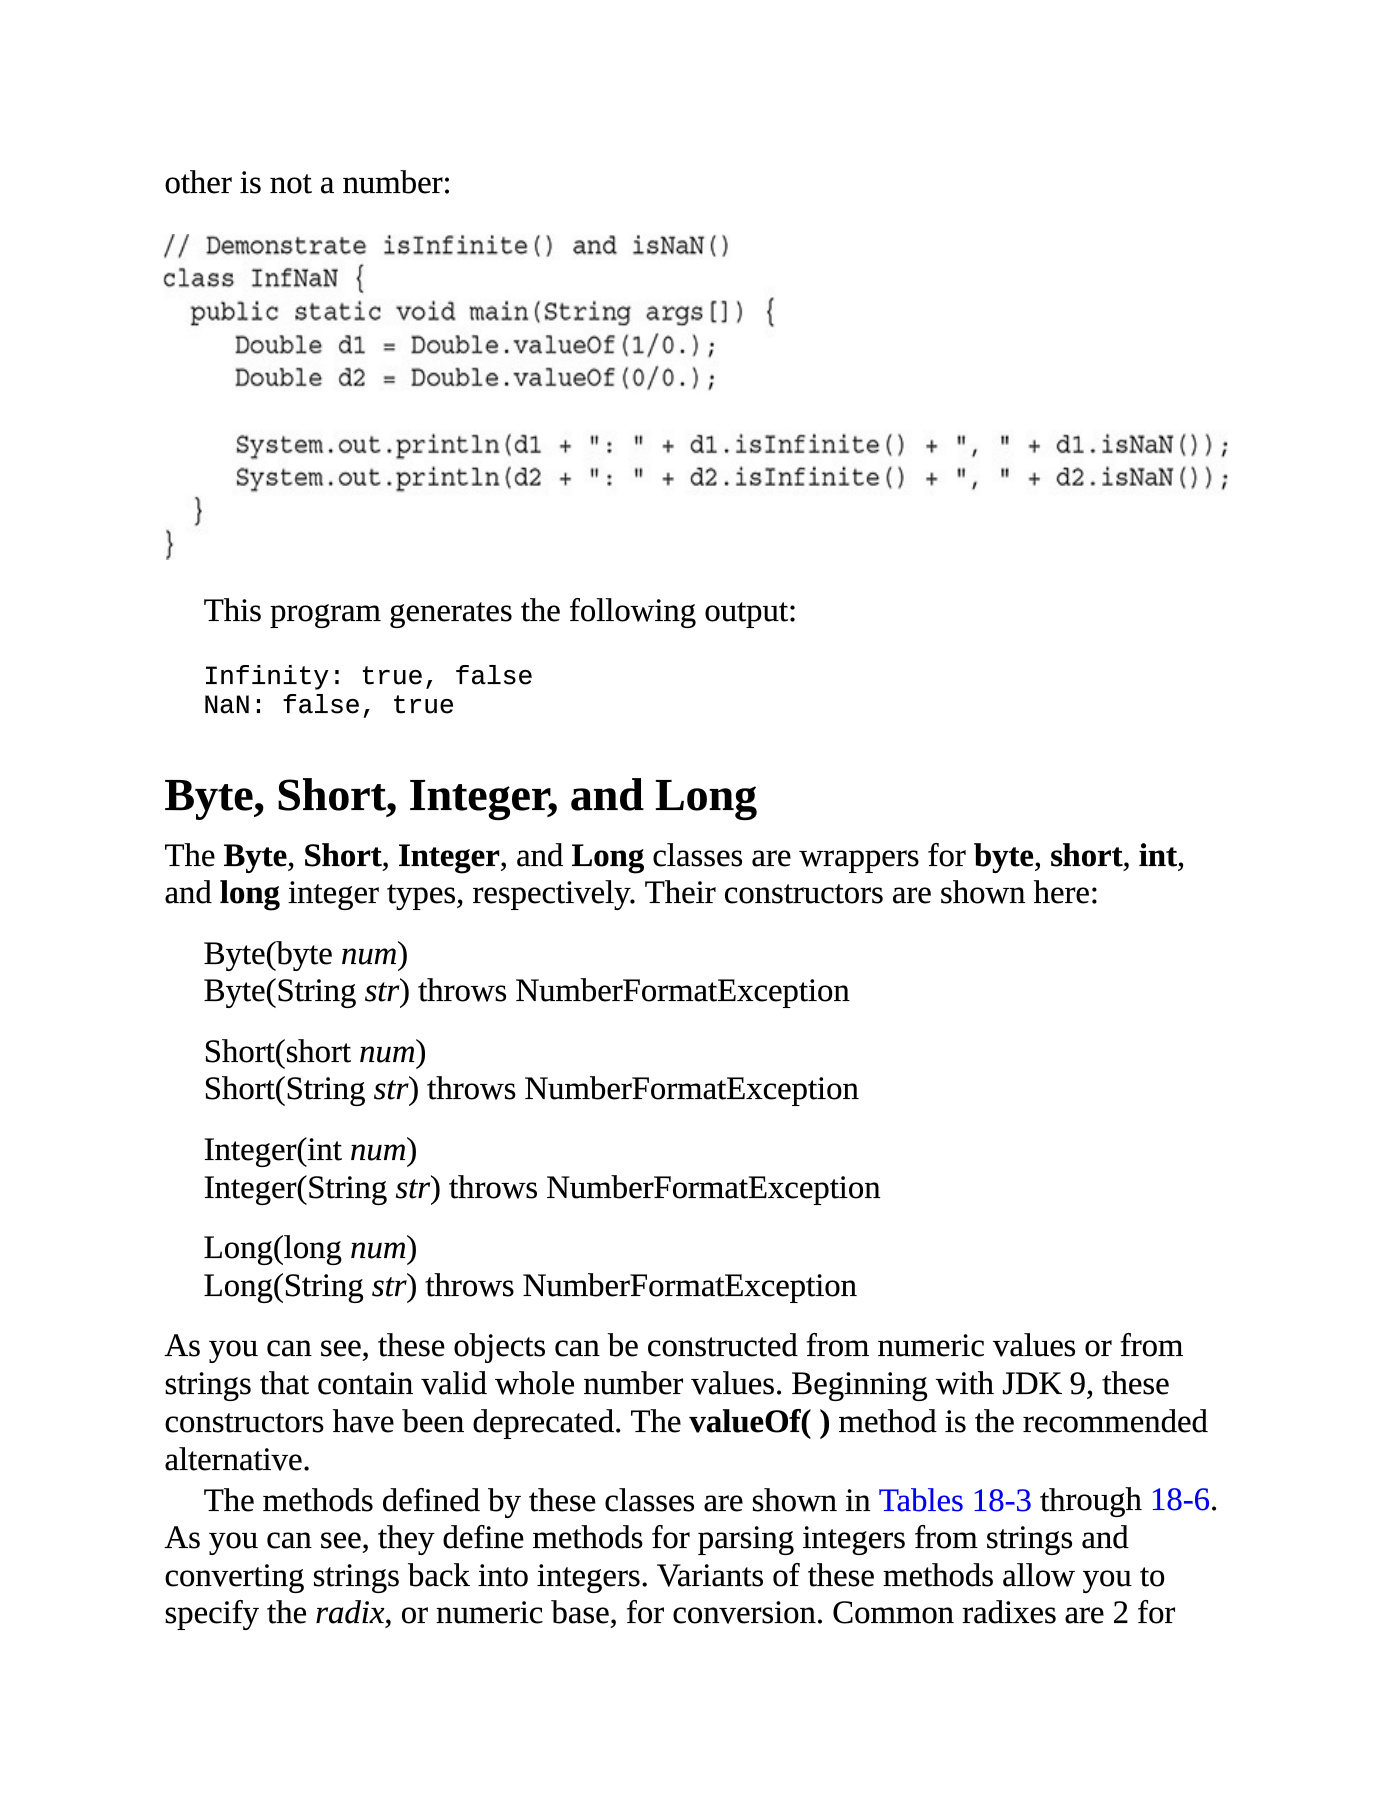 other is not a number:
// Demonstrate isInfinite() and isNaN()
class InfNaN {
  public static void main(String args[]) {
     Double d1 = Double.valueOf(1/0.);
     Double d2 = Double.valueOf(0/0.);

     System.out.println(d1 + ": " + d1.isInfinite() + ", " + d1.isNaN());
     System.out.println(d2 + ": " + d2.isInfinite() + ", " + d2.isNaN());
  }
}
This program generates the following output:
Infinity: true, false
NaN: false, true
Byte, Short, Integer, and Long
The Byte, Short, Integer, and Long classes are wrappers for byte, short, int,
and long integer types, respectively. Their constructors are shown here:
Byte(byte num)
Byte(String str) throws NumberFormatException
Short(short num)
Short(String str) throws NumberFormatException
Integer(int num)
Integer(String str) throws NumberFormatException
Long(long num)
Long(String str) throws NumberFormatException
As you can see, these objects can be constructed from numeric values or from
strings that contain valid whole number values. Beginning with JDK 9, these
constructors have been deprecated. The valueOf( ) method is the recommended
alternative.
The methods defined by these classes are shown in Tables 18-3 through 18-6.
As you can see, they define methods for parsing integers from strings and
converting strings back into integers. Variants of these methods allow you to
specify the radix, or numeric base, for conversion. Common radixes are 2 for